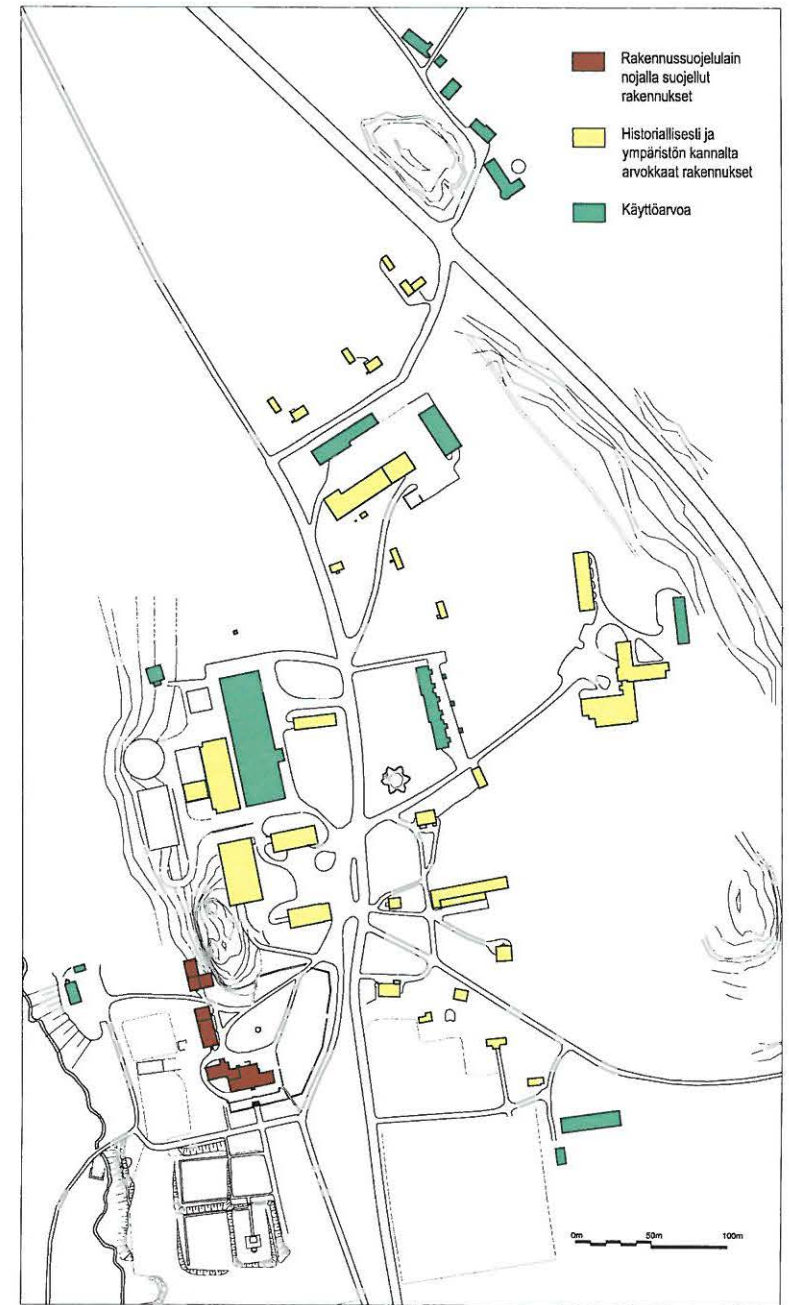 Rakennussuojelulain
nojalla suojellut
rakennukset
Historiallisesti ja
ympäristön kannalta
arvokkaat rakennukset
Käyttöarvoa
0m 50m 100m